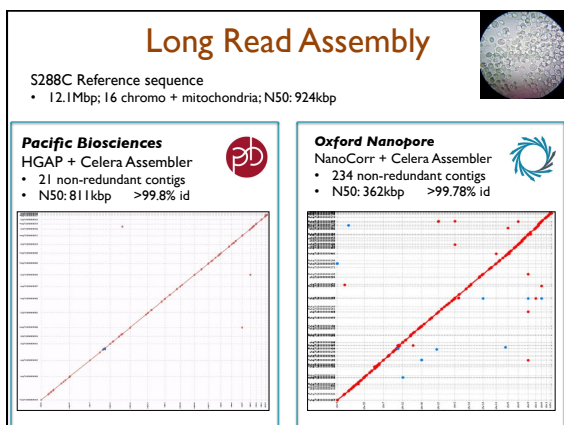 Long Read Assembly
S288C Reference sequence
• 12.1Mbp; 16 chromo + mitochondria; N50: 924kbp
Pacific Biosciences
HGAP + Celera Assembler
• 21 non-redundant contigs
• N50: 811kbp >99.8% id
Oxford Nanopore
NanoCorr + Celera Assembler
• 234 non-redundant contigs
• N50: 362kbp >99.78% id